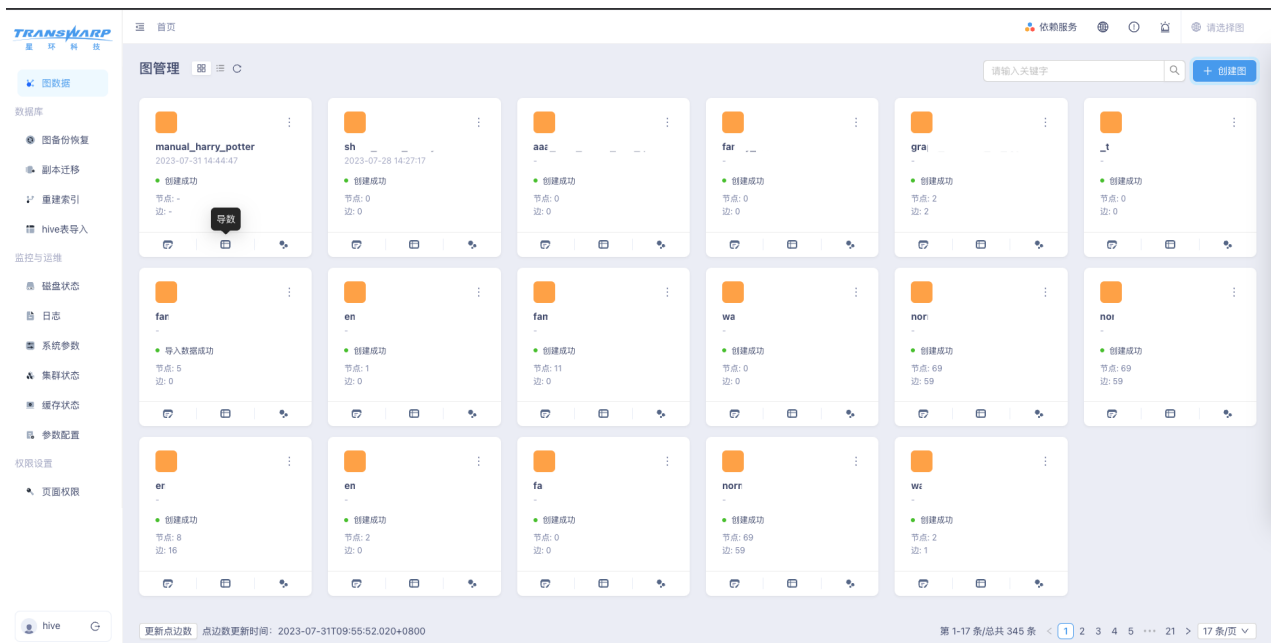 TRANSWARP
星环科技
首页
依赖服务
请选择图
图数据
数据库
图备份恢复
副本迁移
重建索引
hive表导入
监控与运维
磁盘状态
日志
系统参数
集群状态
缓存状态
参数配置
权限设置
页面权限
hive
图管理
请输入关键字
+ 创建图
manual_harry_potter
2023-07-31 14:44:47
创建成功
节点: -
边: -
导数
sh
2023-07-28 14:27:17
创建成功
节点: 0
边: 0
aaa
-
创建成功
节点: 0
边: 0
far
-
创建成功
节点: 0
边: 0
gra
-
创建成功
节点: 2
边: 2
_t
-
创建成功
节点: 0
边: 0
fan
-
导入数据成功
节点: 5
边: 0
en
-
创建成功
节点: 1
边: 0
fan
-
创建成功
节点: 11
边: 0
wa
-
创建成功
节点: 0
边: 0
nor
-
创建成功
节点: 69
边: 59
nor
-
创建成功
节点: 69
边: 59
er
-
创建成功
节点: 8
边: 16
en
-
创建成功
节点: 2
边: 0
fa
-
创建成功
节点: 0
边: 0
norn
-
创建成功
节点: 69
边: 59
wa
-
创建成功
节点: 2
边: 1
更新点边数 点边数更新时间: 2023-07-31T09:55:52.020+0800
第 1-17 条/总共 345 条 < 1 2 3 4 5 ··· 21 > 17 条/页